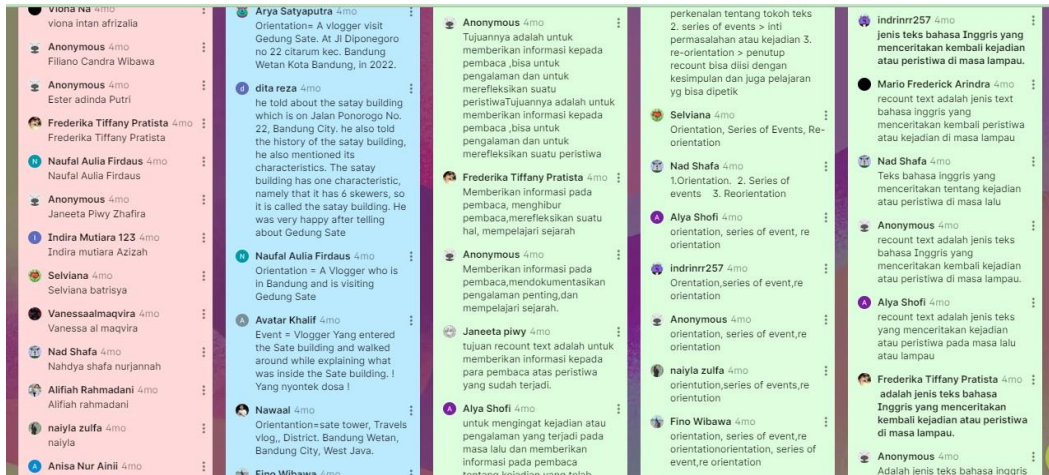 Viona Na 4mo
viona intan afrizalia
Anonymous 4mo
Filiano Candra Wibawa
Anonymous 4mo
Ester adinda Putri
Frederika Tiffany Pratista 4mo
Frederika Tiffany Pratista
Naufal Aulia Firdaus 4mo
Naufal Aulia Firdaus
Anonymous 4mo
Janeeta Piwy Zhafira
Indira Mutiara 123 4mo
Indira mutiara Azizah
Selviana 4mo
Selviana batrisya
Vanessaalmaqvira 4mo
Vanessa al maqvira
Nad Shafa 4mo
Nahdya shafa nurjannah
Alifiah Rahmadani 4mo
Alifiah rahmadani
naiyla zulfa 4mo
naiyla
Anisa Nur Ainii 4mo
Arya Satyaputra 4mo
Orientation= A vlogger visit
Gedung Sate. At Jl Diponegoro
no 22 citarum kec. Bandung
Wetan Kota Bandung, in 2022.
dita reza 4mo
he told about the satay building
which is on Jalan Ponorogo No.
22, Bandung City. he also told
the history of the satay building,
he also mentioned its
characteristics. The satay
building has one characteristic,
namely that it has 6 skewers, so
it is called the satay building. He
was very happy after telling
about Gedung Sate
Naufal Aulia Firdaus 4mo
Orientation = A Vlogger who is
in Bandung and is visiting
Gedung Sate
Avatar Khalif 4mo
Event = Vlogger Yang entered
the Sate building and walked
around while explaining what
was inside the Sate building. !
Yang nyontek dosa !
Nawaal 4mo
Orientantion=sate tower, Travels
vlog,, District. Bandung Wetan,
Bandung City, West Java.
Fino Wibawa 4mo
Anonymous 4mo
Tujuannya adalah untuk
memberikan informasi kepada
pembaca ,bisa untuk
pengalaman dan untuk
merefleksikan suatu
peristiwaTujuannya adalah untuk
memberikan informasi kepada
pembaca ,bisa untuk
pengalaman dan untuk
merefleksikan suatu peristiwa
Frederika Tiffany Pratista 4mo
Memberikan informasi pada
pembaca, menghibur
pembaca,merefleksikan suatu
hal, mempelajari sejarah
Anonymous 4mo
Memberikan informasi pada
pembaca,mendokumentasikan
pengalaman penting,dan
mempelajari sejarah.
Janeeta piwy 4mo
tujuan recount text adalah untuk
memberikan informasi kepada
para pembaca atas peristiwa
yang sudah terjadi.
Alya Shofi 4mo
untuk mengingat kejadian atau
pengalaman yang terjadi pada
masa lalu dan memberikan
informasi pada pembaca
tentang kejadian yang telah
perkenalan tentang tokoh teks
2. series of events > inti
permasalahan atau kejadian 3.
re-orientation > penutup
recount bisa diisi dengan
kesimpulan dan juga pelajaran
yg bisa dipetik
Selviana 4mo
Orientation, Series of Events, Re-
Orientation
Nad Shafa 4mo
1.Orientation. 2. Series of
events 3. Reorientation
Alya Shofi 4mo
orientation, series of event, re
orientation
indrinrr257 4mo
Orentation,series of event,re
orientation
Anonymous 4mo
orientation, series of event,re
orientation
naiyla zulfa 4mo
orientution,series of events,re
orientation
Fino Wibawa 4mo
orientation, series of event,re
orientationorientation, series of
event,re orientation
indrinrr257 4mo
jenis teks bahasa Inggris yang
menceritakan kembali kejadian
atau peristiwa di masa lampau.
Mario Frederick Arindra 4mo
recount text adalah jenis text
bahasa inggris yang
menceritakan kembali peristiwa
atau kejadian di masa lampau
Nad Shafa 4mo
Teks bahasa inggris yang
menceritakan tentang kejadian
atau peristiwa di masa lalu
Anonymous 4mo
recount text adalah jenis teks
bahasa Inggris yang
menceritakan kembali kejadian
atau peristiwa di masa lampau.
Alya Shofi 4mo
recount text adalah jenis teks
yang menceritakan kejadian
atau peristiwa pada masa lalu
atau lampau
Frederika Tiffany Pratista 4mo
adalah jenis teks bahasa
Inggris yang menceritakan
kembali kejadian atau peristiwa
di masa lampau.
Anonymous 4mo
Adalah jenis teks bahasa inggris